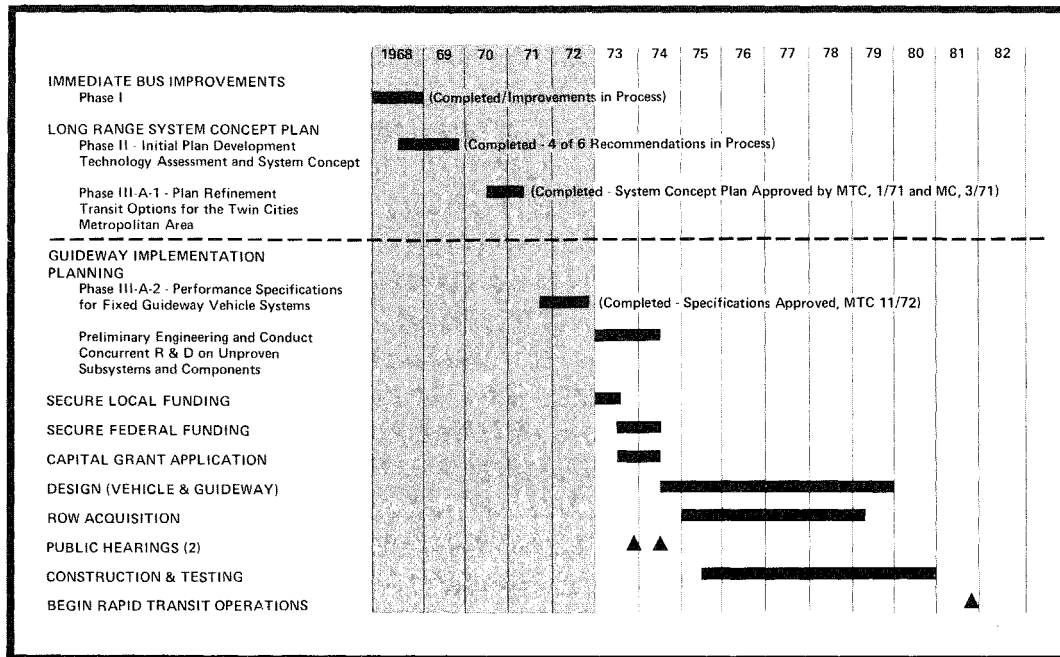 1968 69 70 71 72 73 74 75 76 77 78 79 80 81 82
IMMEDIATE BUS IMPROVEMENTS
Phase I
(Completed/Improvements in Process)
LONG RANGE SYSTEM CONCEPT PLAN
Phase II - Initial Plan Development
Technology Assessment and System Concept
(Completed - 4 of 6 Recommendations in Process)
Phase III-A-1 - Plan Refinement
Transit Options for the Twin Cities
Metropolitan Area
(Completed - System Concept Plan Approved by MTC, 1/71 and MC, 3/71)
GUIDEWAY IMPLEMENTATION
PLANNING
Phase III-A-2 - Performance Specifications
for Fixed Guideway Vehicle Systems
(Completed - Specifications Approved, MTC 11/72)
Preliminary Engineering and Conduct
Concurrent R & D on Unproven
Subsystems and Components
SECURE LOCAL FUNDING
SECURE FEDERAL FUNDING
CAPITAL GRANT APPLICATION
DESIGN (VEHICLE & GUIDEWAY)
ROW ACQUISITION
PUBLIC HEARINGS (2)
CONSTRUCTION & TESTING
BEGIN RAPID TRANSIT OPERATIONS